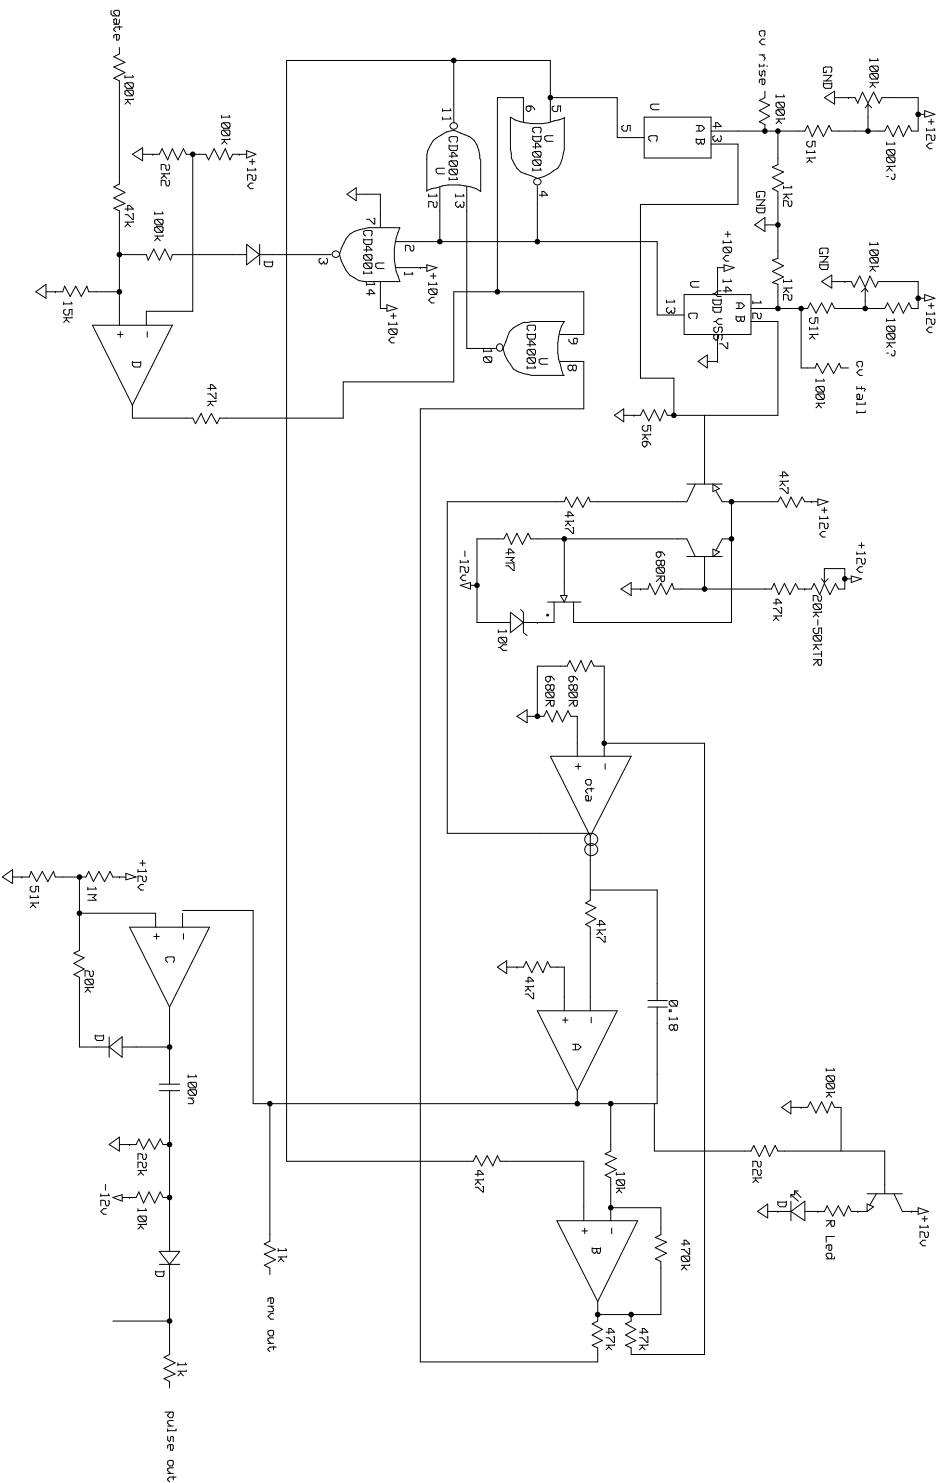 +12v
+12v
+12v
100k?
100k?
100k
100k
+12v
GND
GND
cv fall
+12v
R Led
D
51k
51k
100k
20k-50kTR
100k
100k
1k2
1k2
4k7
47k
22k
cv rise
GND
+10v
14
1
2
A B
VDD
YSS
7
U
C
13
4
3
A B
U
C
5
680R
470k
0.18
5k6
680R
680R
10k
47k
47k
4k7
ota
-
+
4k7
A
-
+
B
-
+
5
6
U
CD4001
4
9
8
U
CD4001
10
4k7
4M7
10V
4k7
-12v
4k7
11
CD4001
U
12
13
+10v
+10v
2
1
7
CD4001
U
14
3
D
100k
+12v
100k
2k2
47k
1k
env out
gate
100k
47k
100k
15k
-
+
D
-
+
C
100n
+12v
1M
51k
20k
D
22k
10k
-12v
D
1k
pulse out